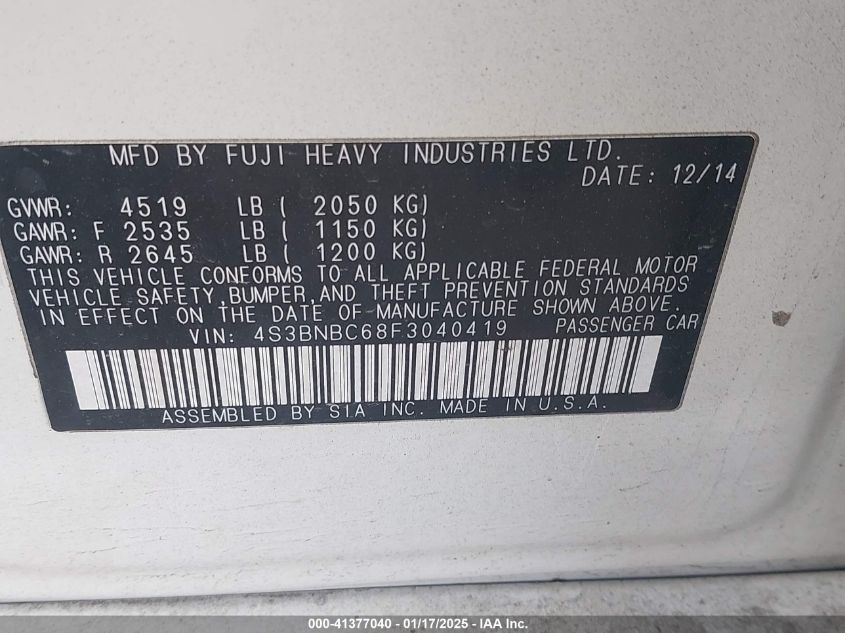 MFD BY FUJI HEAVY INDUSTRIES LTD.
DATE: 12/14
GVWR: 4519 LB ( 2050 KG)
GAWR: F 2535 LB ( 1150 KG)
GAWR: R 2645 LB ( 1200 KG)
THIS VEHICLE CONFORMS TO ALL APPLICABLE FEDERAL MOTOR
VEHICLE SAFETY,BUMPER,AND THEFT PREVENTION STANDARDS
IN EFFECT ON THE DATE OF MANUFACTURE SHOWN ABOVE.
VIN: 4S3BNBC68F3040419 PASSENGER CAR
ASSEMBLED BY SIA INC. MADE IN U.S.A.
000-41377040 - 01/17/2025 - IAA Inc.